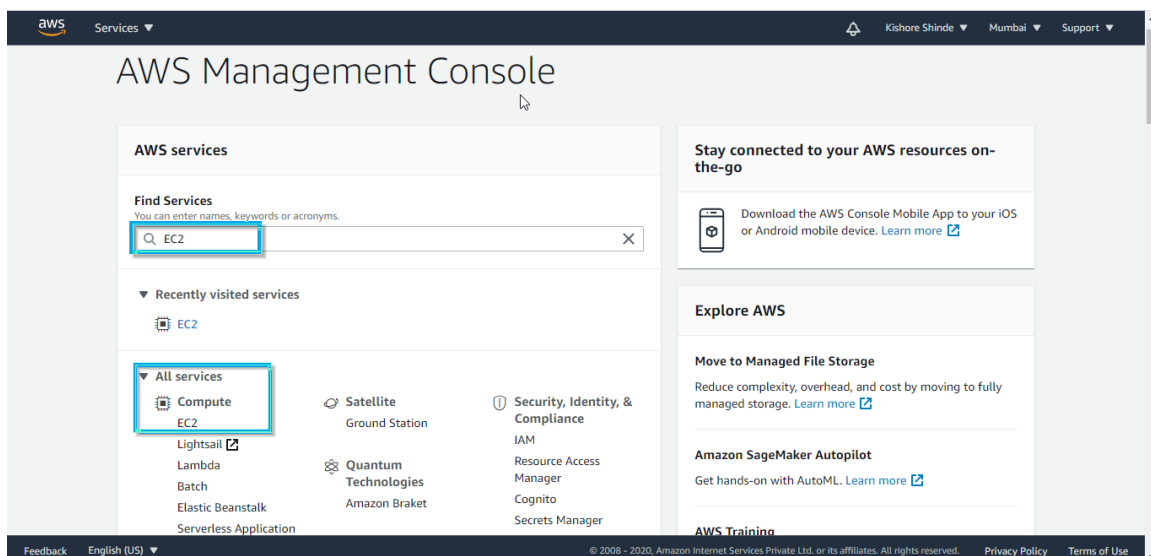 aws
Services ▼
Kishore Shinde ▼
Mumbai ▼
Support ▼
AWS Management Console
AWS services
Find Services
You can enter names, keywords or acronyms.
EC2
▼ Recently visited services
EC2
▼ All services
Compute
EC2
Lightsail
Lambda
Batch
Elastic Beanstalk
Serverless Application
Satellite
Ground Station
Quantum
Technologies
Amazon Braket
Security, Identity, &
Compliance
IAM
Resource Access
Manager
Cognito
Secrets Manager
Stay connected to your AWS resources on-
the-go
Download the AWS Console Mobile App to your iOS
or Android mobile device. Learn more
Explore AWS
Move to Managed File Storage
Reduce complexity, overhead, and cost by moving to fully
managed storage. Learn more
Amazon SageMaker Autopilot
Get hands-on with AutoML. Learn more
AWS Training
Feedback
English (US) ▼
© 2008 - 2020, Amazon Internet Services Private Ltd. or its affiliates. All rights reserved.
Privacy Policy
Terms of Use